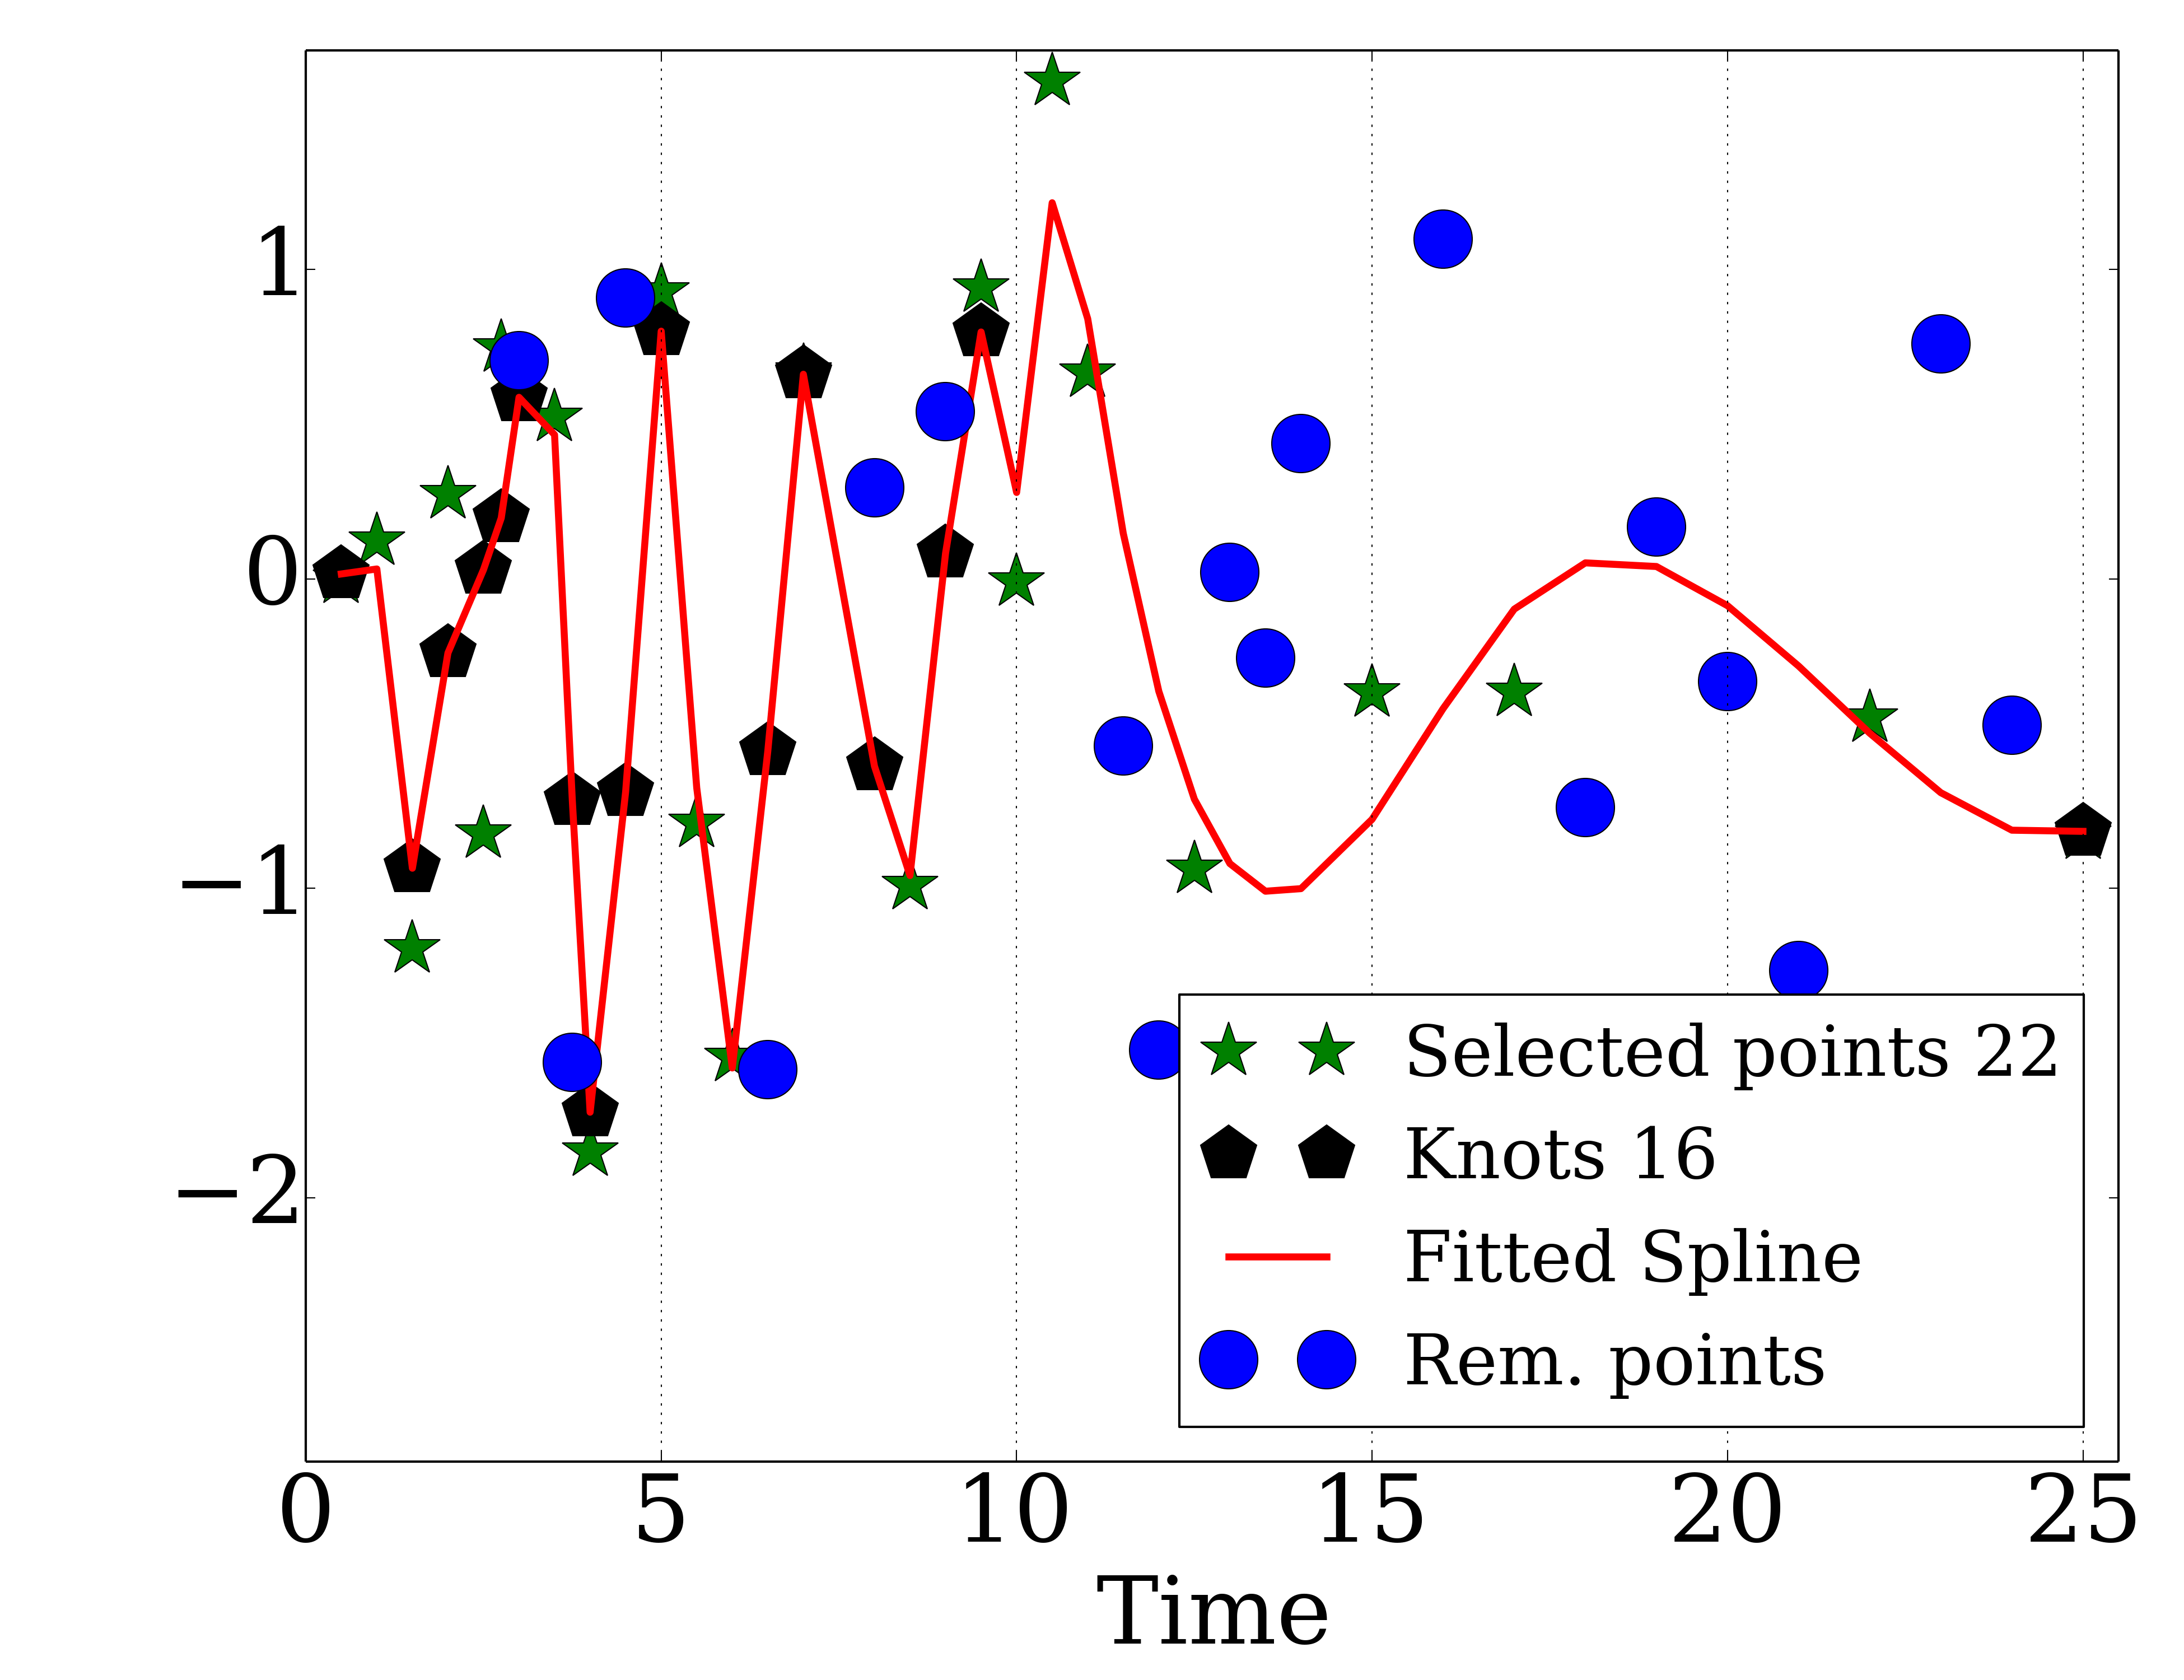 1
0
−1
−2
Selected points 22
Knots 16
Fitted Spline
Rem. points
0 5 10 15 20 25
Time